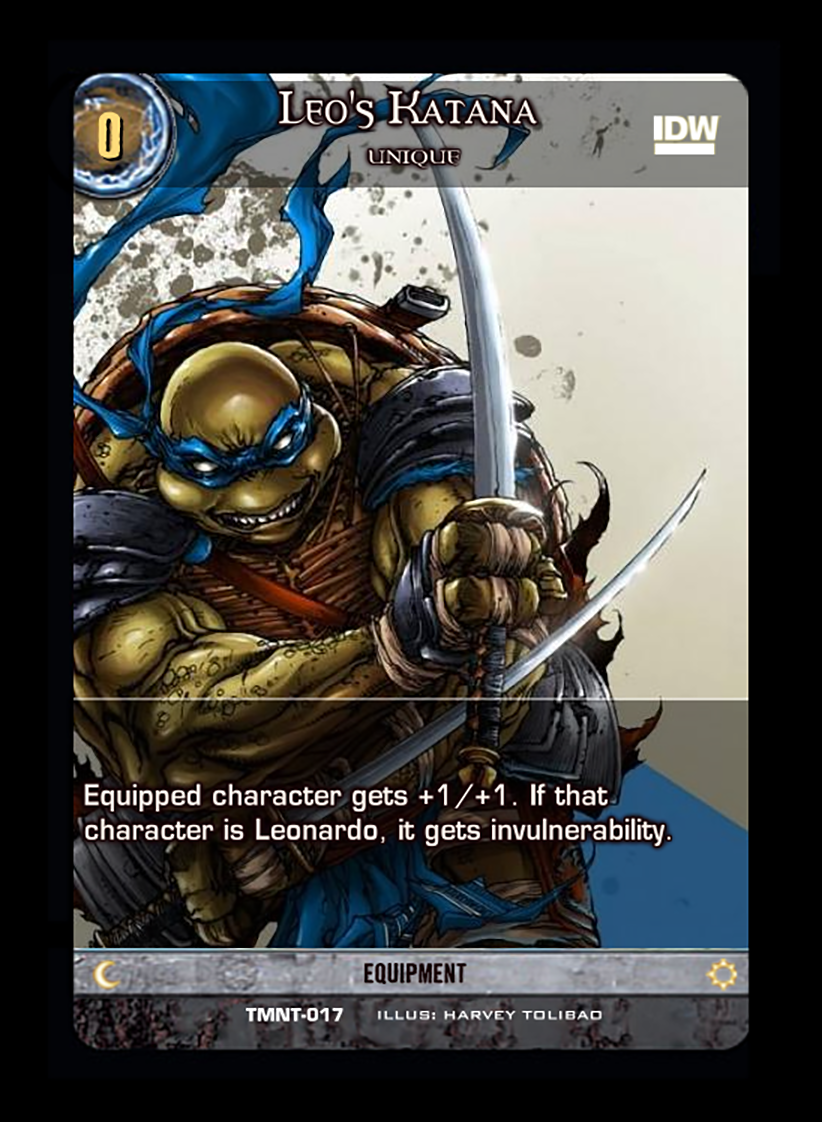 0
Leo's Katana
UNIQUE
IDW
Equipped character gets +1/+1. If that
character is Leonardo, it gets invulnerability.
EQUIPMENT
TMNT-017 ILLUS: HARVEY TOLIBAO